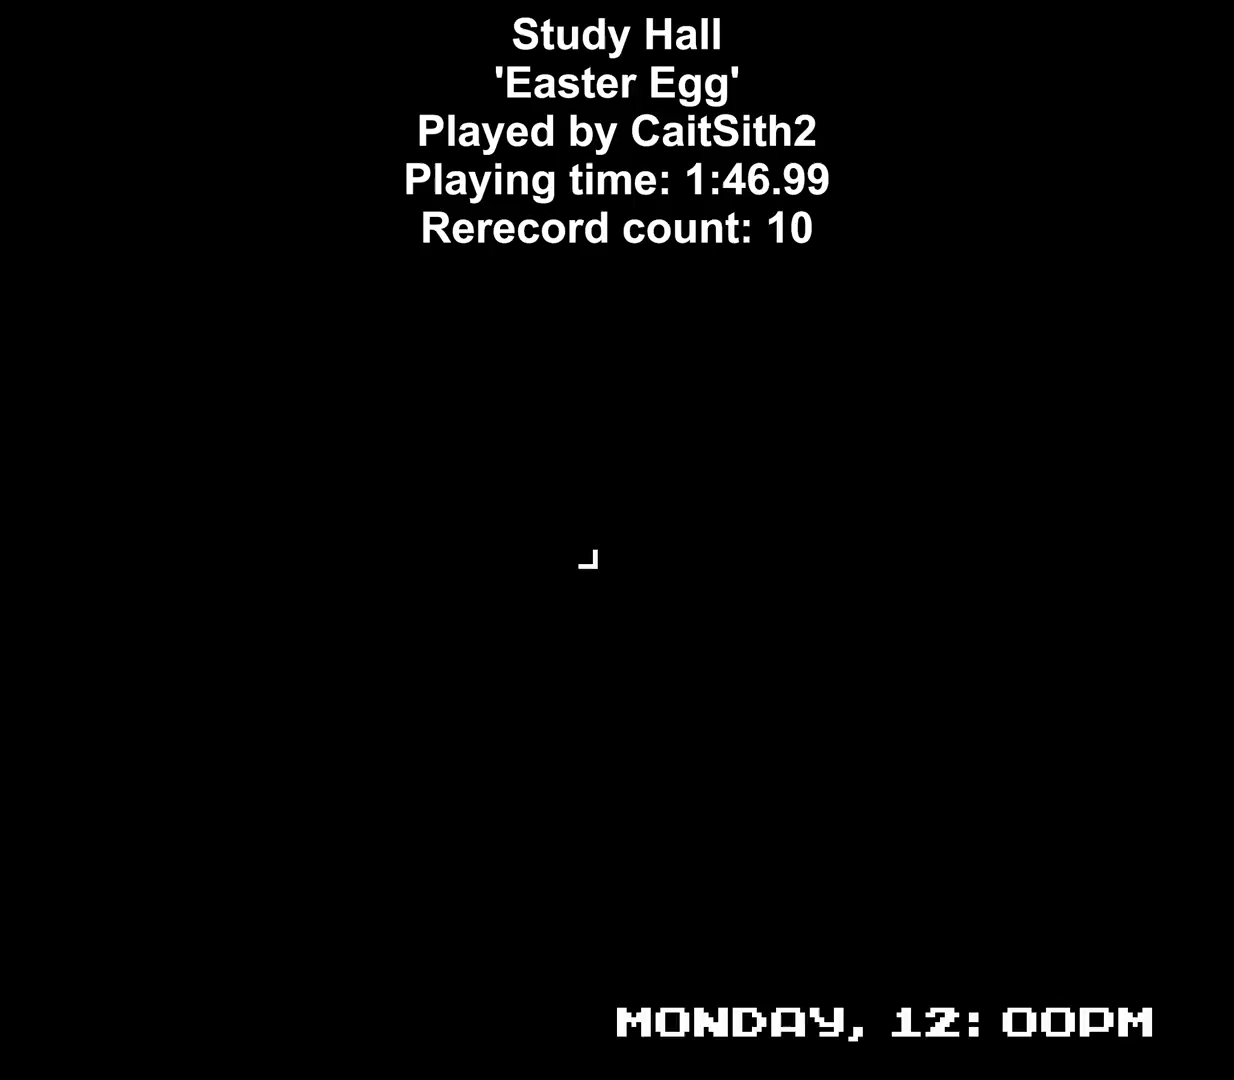 Study Hall
'Easter Egg'
Played by CaitSith2
Playing time: 1:46.99
Rerecord count: 10
MONDAY, 12: 00PM